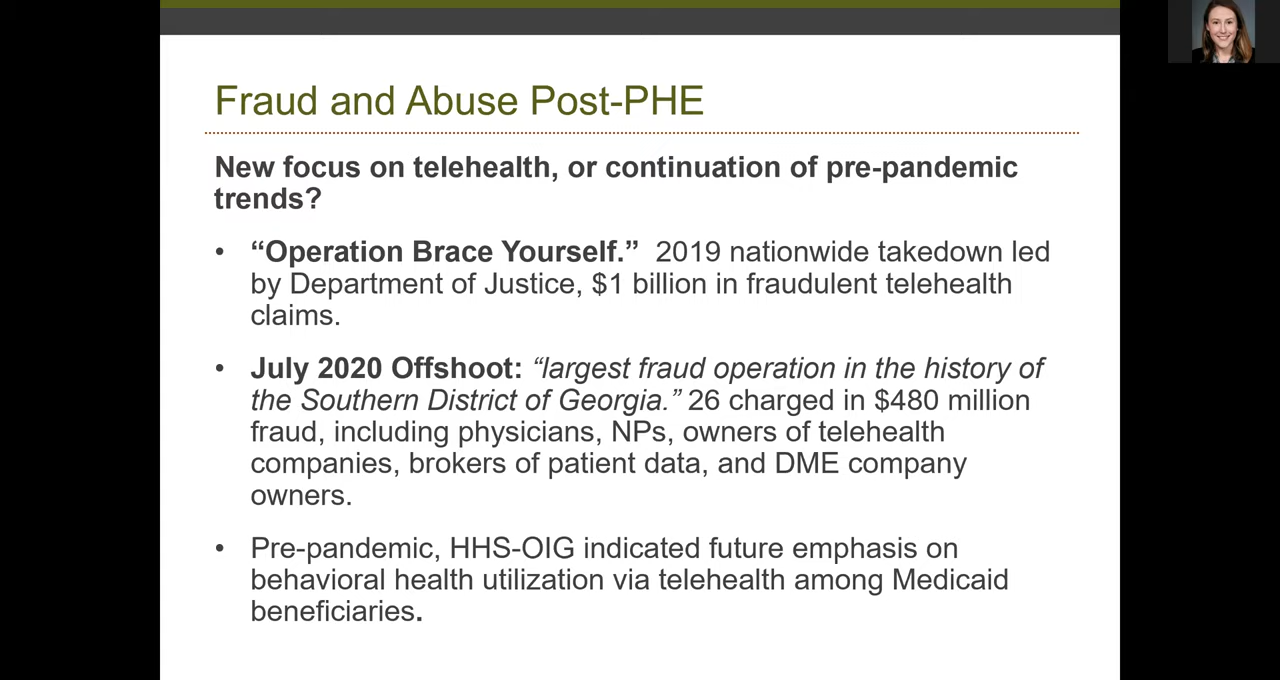 Fraud and Abuse Post-PHE
New focus on telehealth, or continuation of pre-pandemic
trends?
• “Operation Brace Yourself.”  2019 nationwide takedown led
by Department of Justice, $1 billion in fraudulent telehealth
claims.
• July 2020 Offshoot: “largest fraud operation in the history of
the Southern District of Georgia.” 26 charged in $480 million
fraud, including physicians, NPs, owners of telehealth
companies, brokers of patient data, and DME company
owners.
• Pre-pandemic, HHS-OIG indicated future emphasis on
behavioral health utilization via telehealth among Medicaid
beneficiaries.